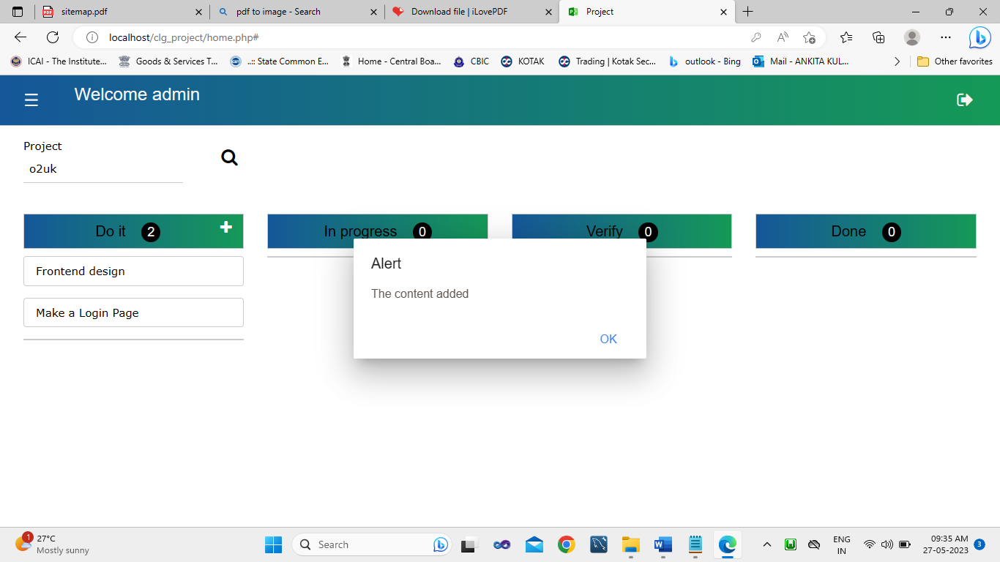 sitemap.pdf
pdf to image - Search
Download file | iLovePDF
Project
localhost/clg_project/home.php#
ICAI - The Institute...
Goods & Services T...
..:: State Common E...
Home - Central Boa...
CBIC
KOTAK
Trading | Kotak Sec...
outlook - Bing
Mail - ANKITA KUL...
Other favorites
Welcome admin
Project
o2uk
Do it 2
In progress 0
Verify 0
Done 0
Frontend design
Make a Login Page
Alert
The content added
OK
1
27°C
Mostly sunny
Search
ENG
IN
09:35 AM
27-05-2023
3